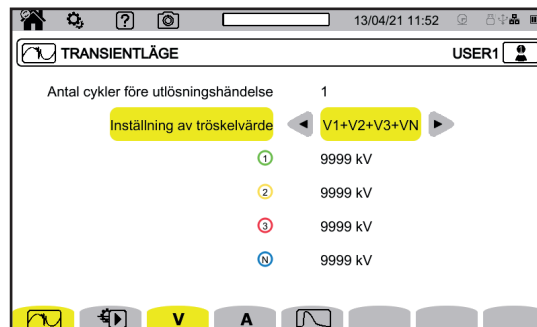 ?
13/04/21 11:52
TRANSIENTLÄGE
USER1
Antal cykler före utlösningshändelse 1
Inställning av tröskelvärde V1+V2+V3+VN
1 9999 kV
2 9999 kV
3 9999 kV
N 9999 kV
V A